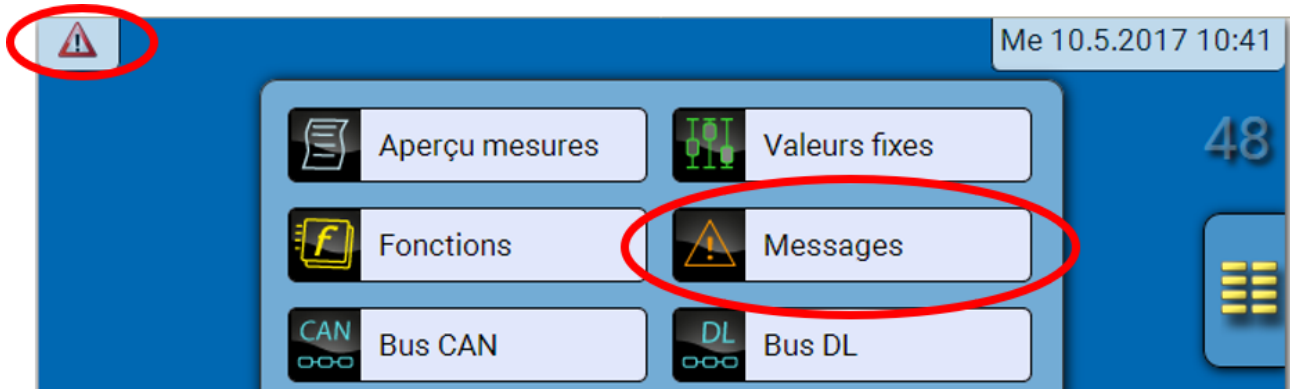 Me 10.5.2017 10:41
Aperçu mesures
Valeurs fixes
48
f Fonctions
Messages
CAN Bus CAN
DL Bus DL